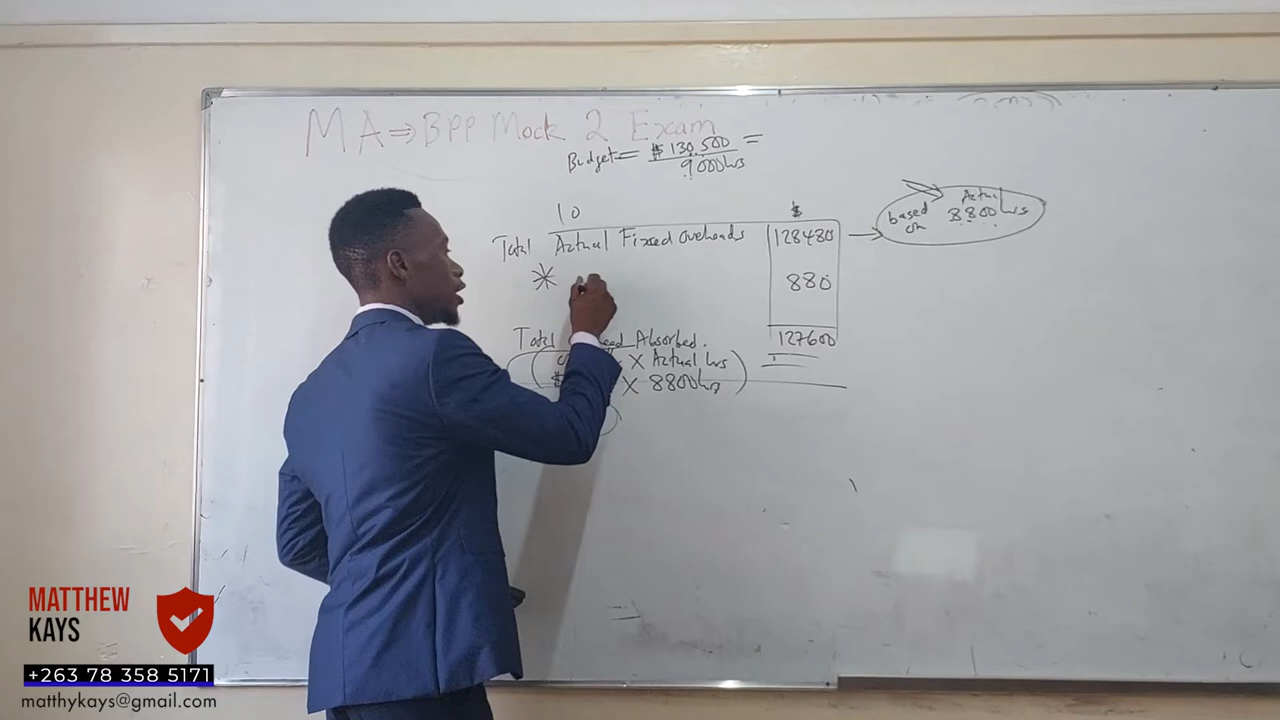 MA⇒BPP Mock 2 Exam
Budget = $130,500 =
9000hrs
10
$
Total Actual Fixed overheads 128480
Actual
based 8800hrs
on
* 880
Total Absorbed. 127600
X Actual hrs
X 8800hrs
MATTHEW
KAYS
+263 78 358 5171
matthykays@gmail.com